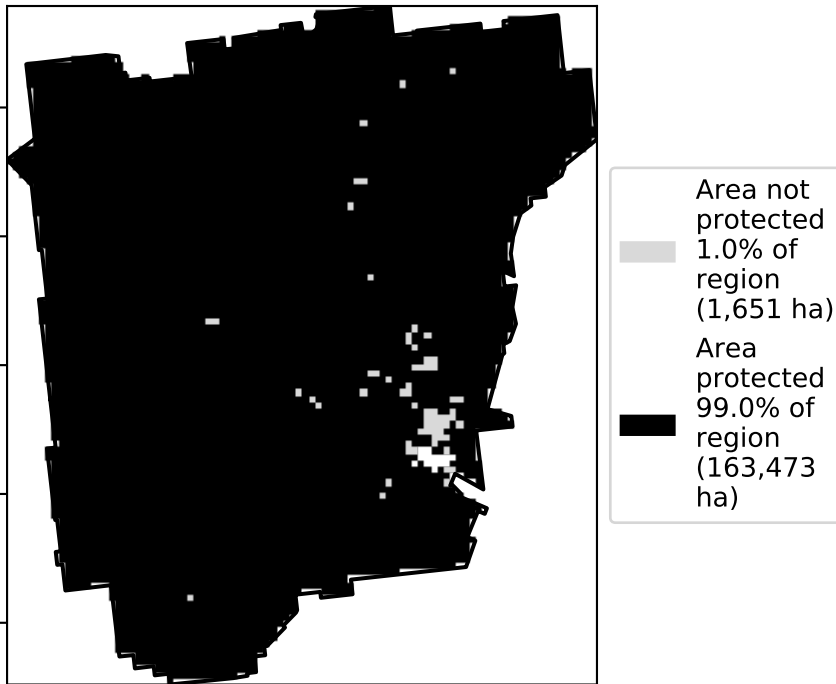 Area not
protected
1.0% of
region
(1,651 ha)
Area
protected
99.0% of
region
(163,473
ha)